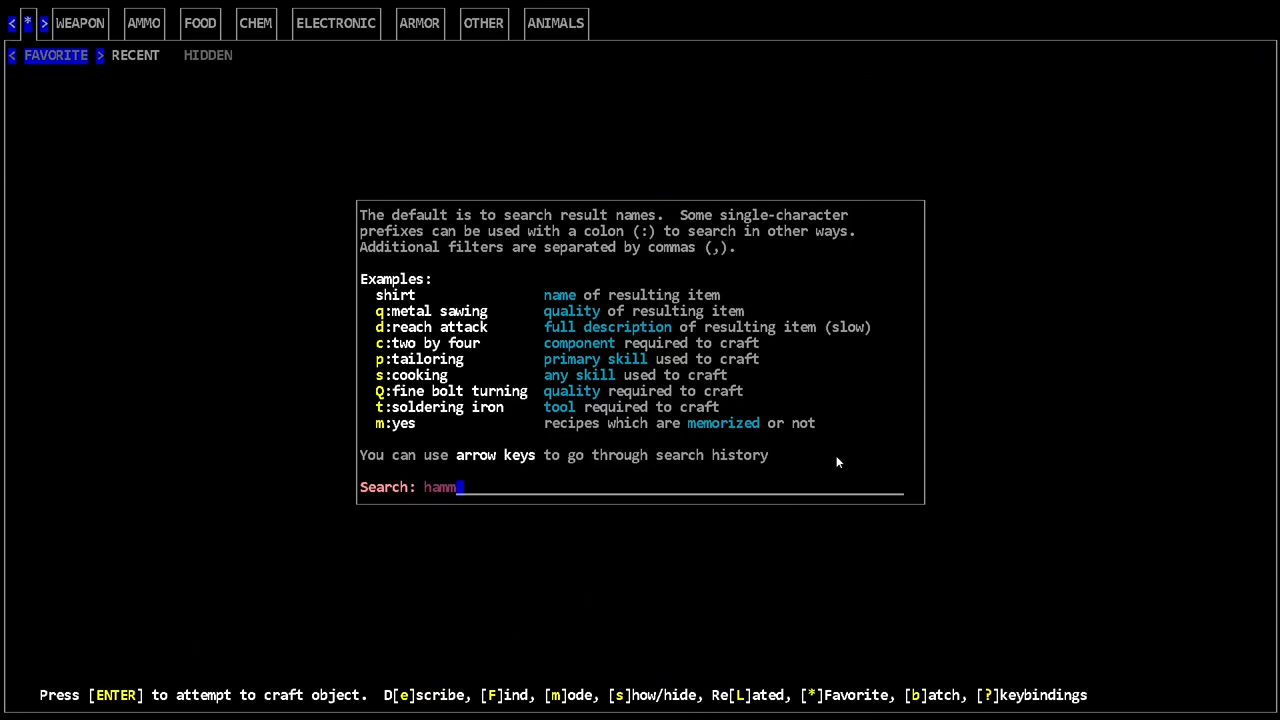 < * > WEAPON AMMO FOOD CHEM ELECTRONIC ARMOR OTHER ANIMALS
< FAVORITE > RECENT HIDDEN
The default is to search result names.  Some single-character
prefixes can be used with a colon (:) to search in other ways.
Additional filters are separated by commas (,).
Examples:
shirt name of resulting item
q:metal sawing quality of resulting item
d:reach attack full description of resulting item (slow)
c:two by four component required to craft
p:tailoring primary skill used to craft
s:cooking any skill used to craft
Q:fine bolt turning quality required to craft
t:soldering iron tool required to craft
m:yes recipes which are memorized or not
You can use arrow keys to go through search history
Search: hamm
Press [ENTER] to attempt to craft object.  D[e]scribe, [F]ind, [m]ode, [s]how/hide, Re[L]ated, [*]Favorite, [b]atch, [?]keybindings